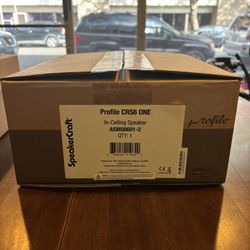 Profile CRS6 ONE
In-Ceiling Speaker
ASM56601-2
QTY: 1
SpeakerCraft
profile